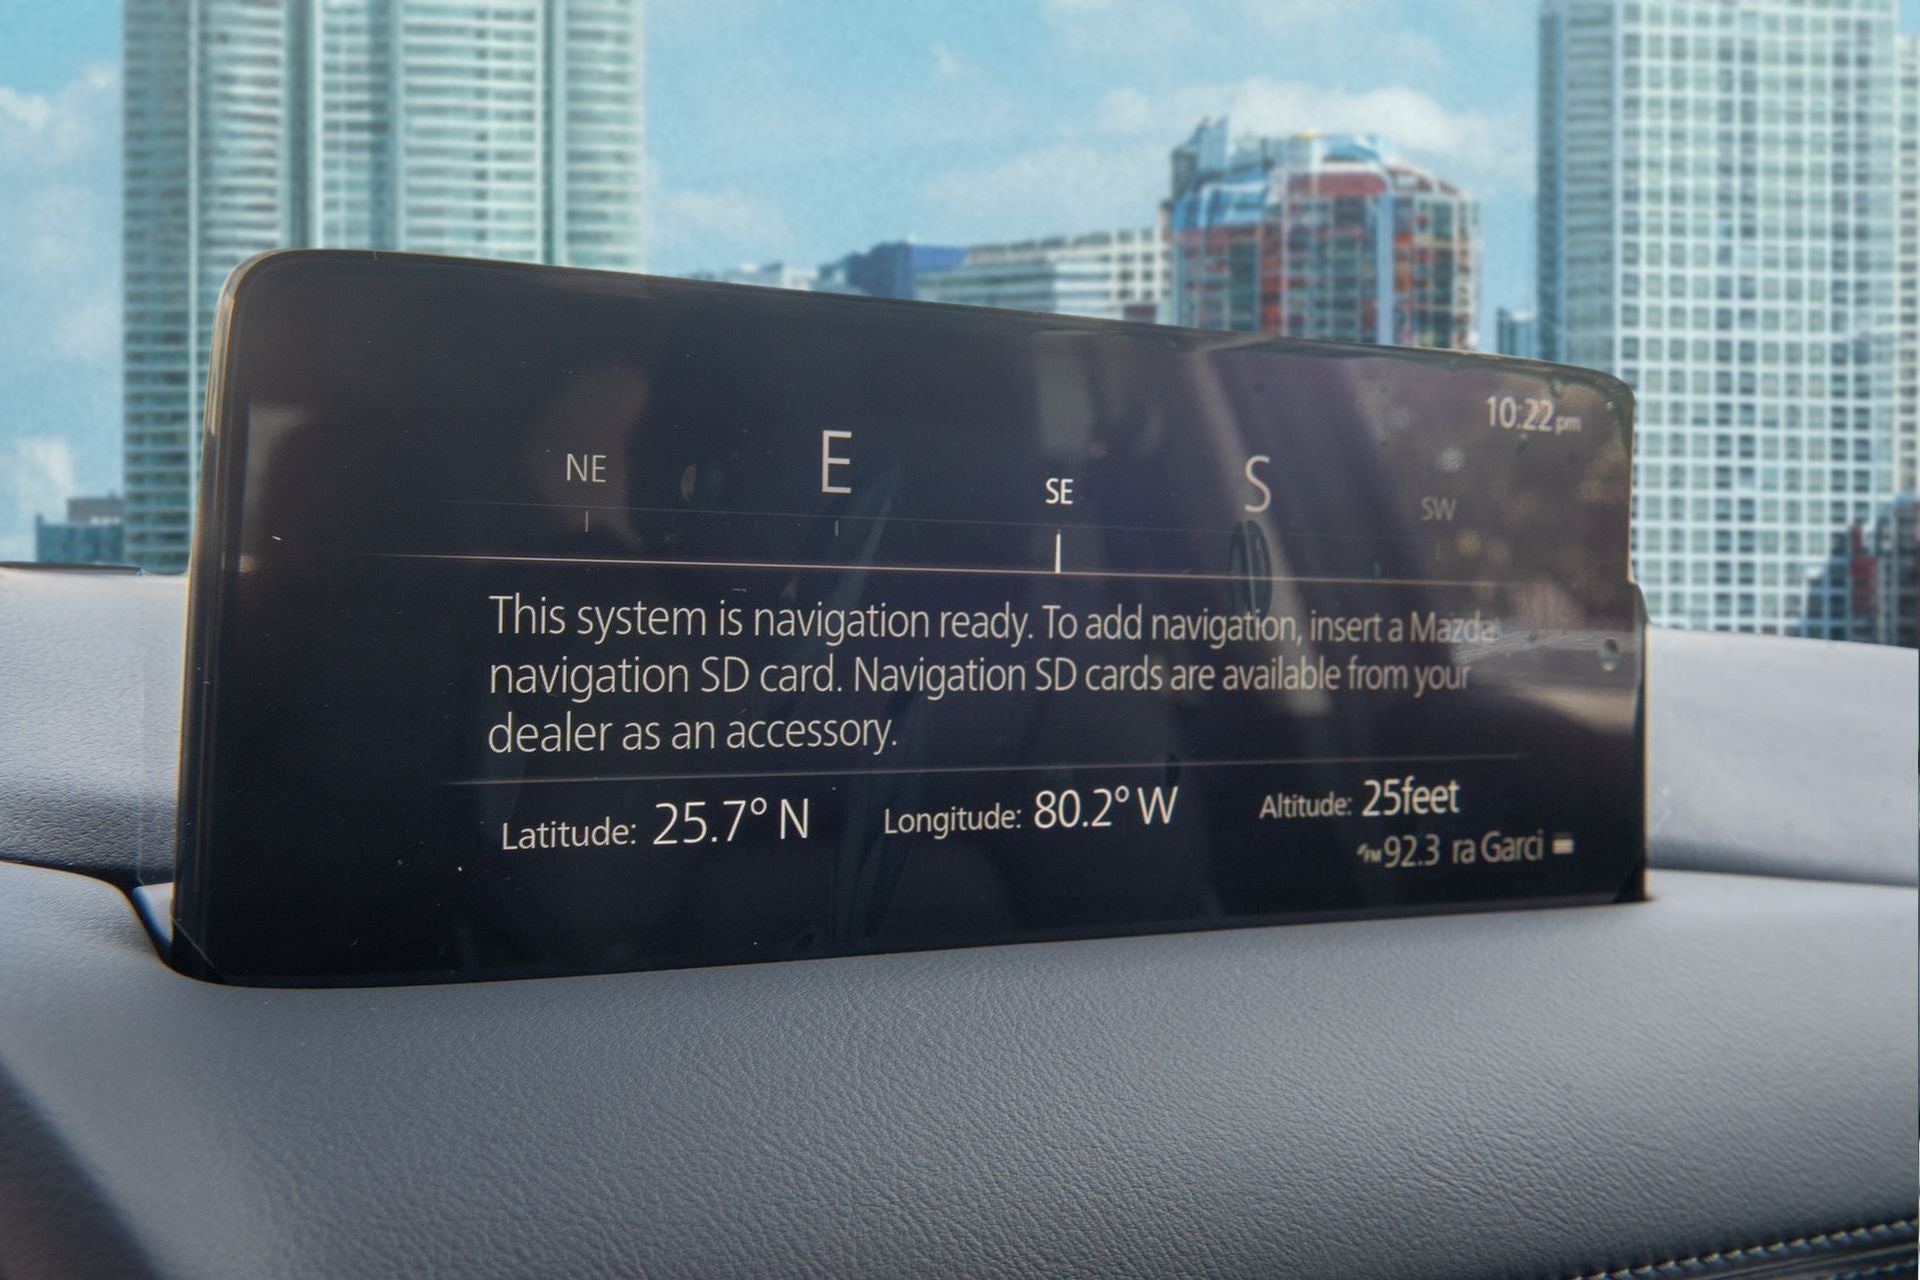 10:22 pm
NE E SE S SW
This system is navigation ready. To add navigation, insert a Mazda
navigation SD card. Navigation SD cards are available from your
dealer as an accessory.
Latitude: 25.7° N Longitude: 80.2° W Altitude: 25feet
FM 92.3 ra Garci